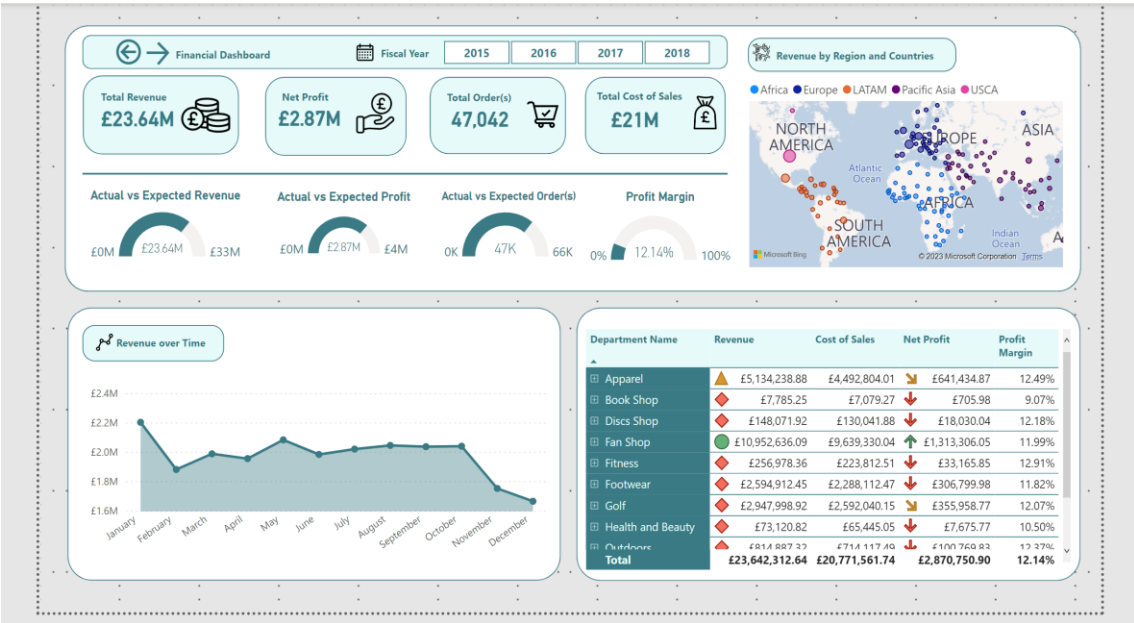 Financial Dashboard
Fiscal Year
2015
2016
2017
2018
Total Revenue
£23.64M
Net Profit
£2.87M
Total Order(s)
47,042
Total Cost of Sales
£21M
Actual vs Expected Revenue
£0M
£23.64M
£33M
Actual vs Expected Profit
£0M
£2.87M
£4M
Actual vs Expected Order(s)
0K
47K
66K
Profit Margin
0%
12.14%
100%
Revenue by Region and Countries
Africa Europe LATAM Pacific Asia USCA
NORTH
AMERICA
EUROPE
ASIA
Atlantic
Ocean
AFRICA
SOUTH
AMERICA
Indian
Ocean
A
Microsoft Bing
© 2023 Microsoft Corporation Terms
Revenue over Time
£2.4M
£2.2M
£2.0M
£1.8M
£1.6M
January
February
March
April
May
June
July
August
September
October
November
December
Department Name Revenue Cost of Sales Net Profit Profit
Margin
Apparel £5,134,238.88 £4,492,804.01 £641,434.87 12.49%
Book Shop £7,785.25 £7,079.27 £705.98 9.07%
Discs Shop £148,071.92 £130,041.88 £18,030.04 12.18%
Fan Shop £10,952,636.09 £9,639,330.04 £1,313,306.05 11.99%
Fitness £256,978.36 £223,812.51 £33,165.85 12.91%
Footwear £2,594,912.45 £2,288,112.47 £306,799.98 11.82%
Golf £2,947,998.92 £2,592,040.15 £355,958.77 12.07%
Health and Beauty £73,120.82 £65,445.05 £7,675.77 10.50%
Outdoors £814,887.32 £714,117.49 £100,769.83 12.37%
Total £23,642,312.64 £20,771,561.74 £2,870,750.90 12.14%